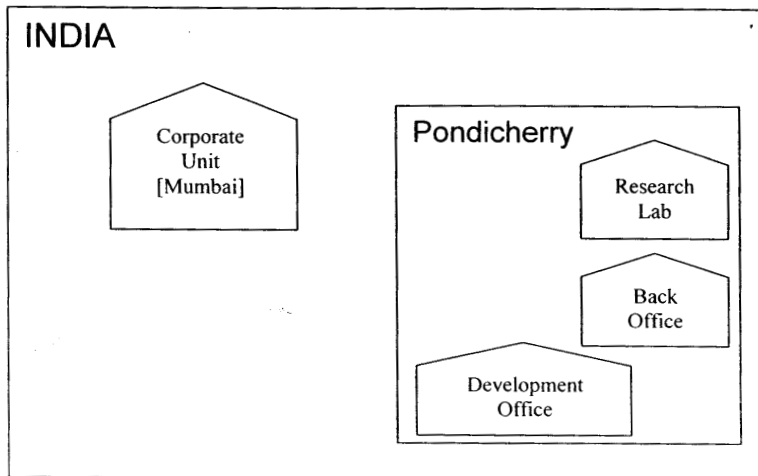 INDIA
Corporate
Unit
[Mumbai]
Pondicherry
Research
Lab
Back
Office
Development
Office